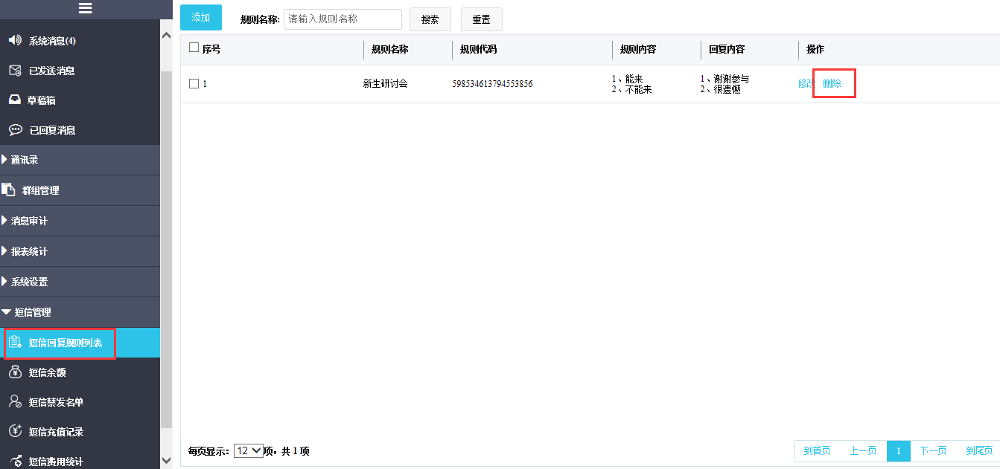 系统消息(4)
已发送消息
草稿箱
已回复消息
通讯录
群组管理
消息审计
报表统计
系统设置
短信管理
短信回复规则列表
短信余额
短信禁发名单
短信充值记录
短信费用统计
添加 规则名称: 请输入规则名称 搜索 重置
序号 规则名称 规则代码 规则内容 回复内容 操作
1 新生研讨会 598534613794553856 1、能来 1、谢谢参与 修改 删除
2、不能来 2、很遗憾
每页显示: 12 项，共 1 项 到首页 上一页 1 下一页 到尾页